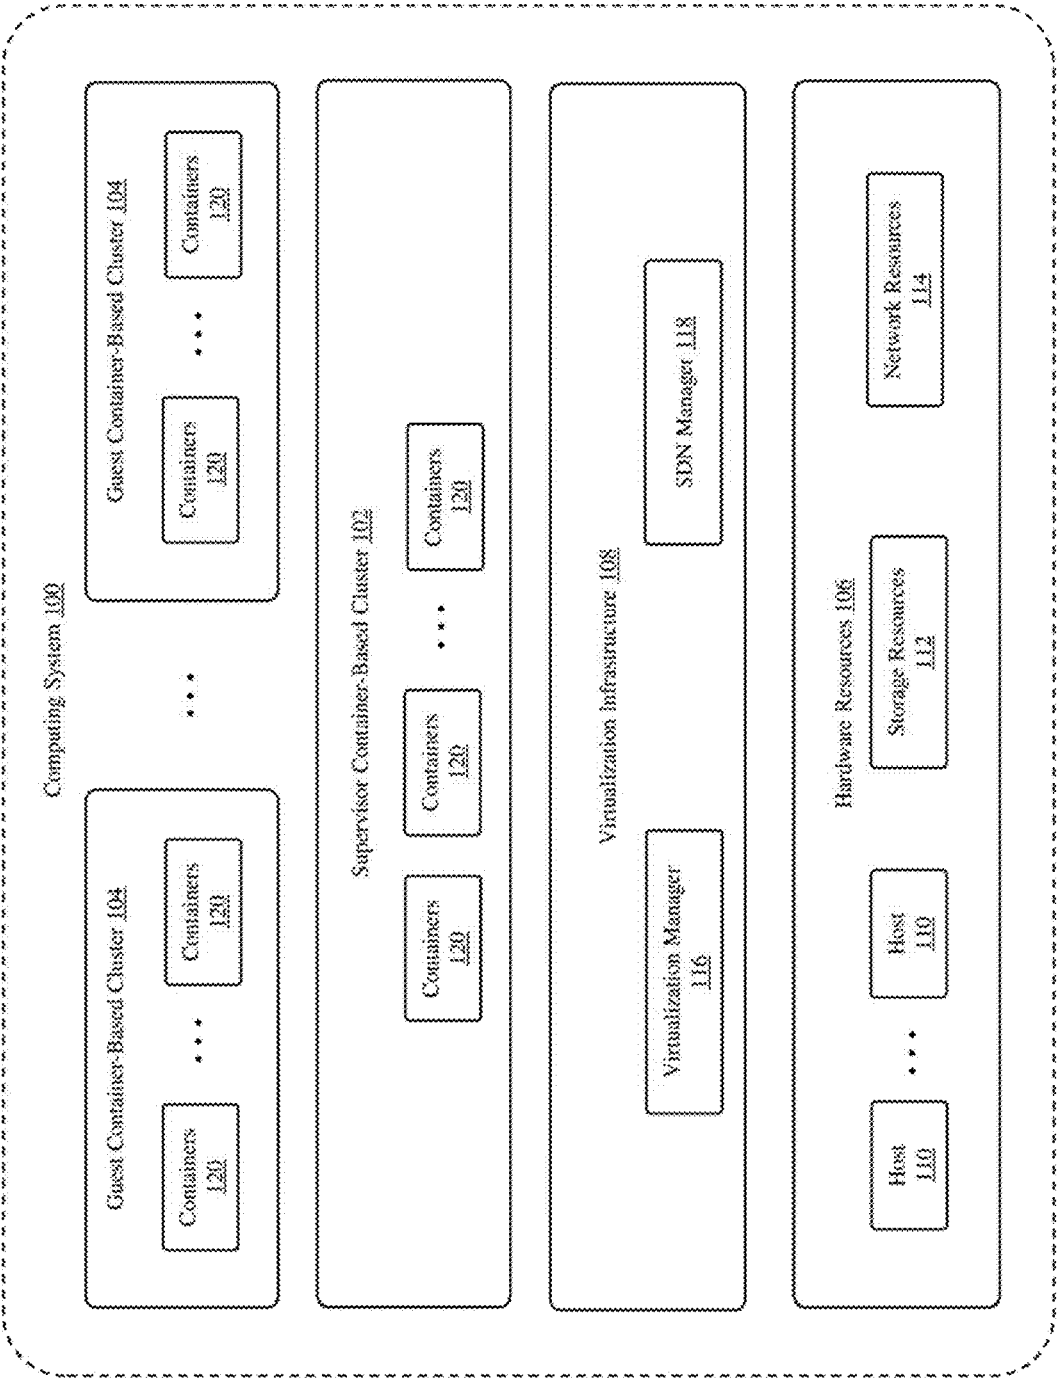 Computing System 100
Guest Container-Based Cluster 104
Containers
120
Containers
120
Guest Container-Based Cluster 104
Containers
120
Containers
120
Supervisor Container-Based Cluster 102
Containers
120
Containers
120
Containers
120
Virtualization Infrastructure 108
Virtualization Manager
116
SDN Manager 118
Hardware Resources 106
Host
110
Host
110
Storage Resources
112
Network Resources
114